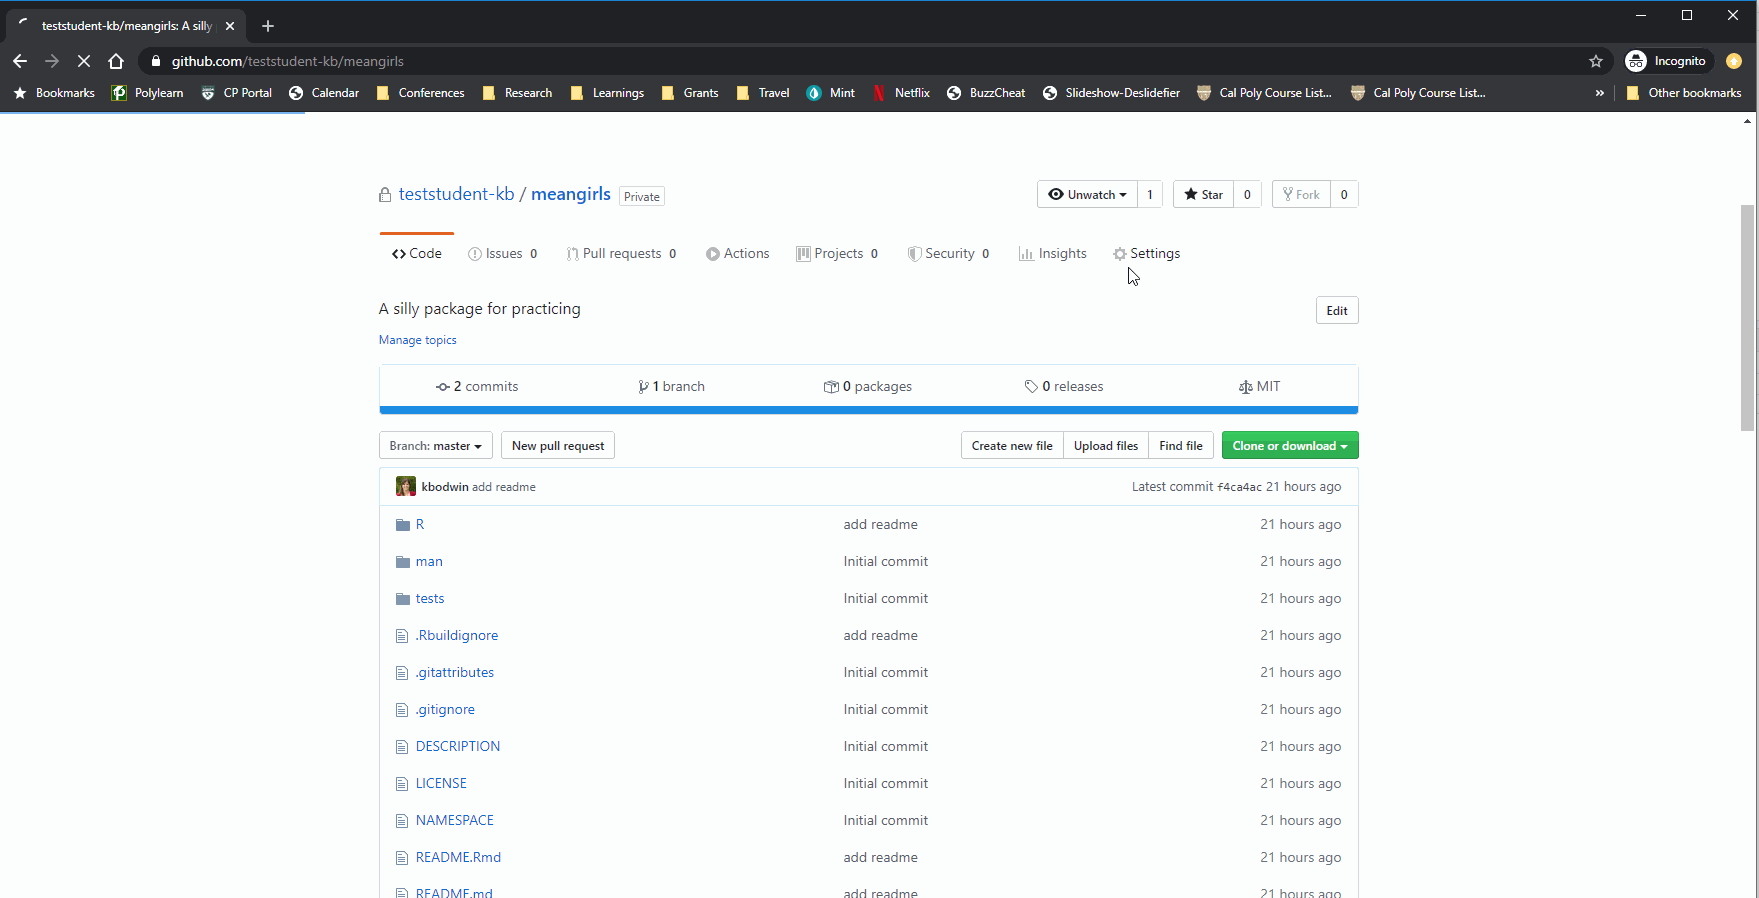 teststudent-kb/meangirls: A silly
github.com/teststudent-kb/meangirls Incognito
Bookmarks Polylearn CP Portal Calendar Conferences Research Learnings Grants Travel Mint Netflix BuzzCheat Slideshow-Deslidefier Cal Poly Course List... Cal Poly Course List... » Other bookmarks
teststudent-kb / meangirls Private Unwatch 1 Star 0 Fork 0
Code Issues 0 Pull requests 0 Actions Projects 0 Security 0 Insights Settings
A silly package for practicing Edit
Manage topics
2 commits 1 branch 0 packages 0 releases MIT
Branch: master New pull request Create new file Upload files Find file Clone or download
kbodwin add readme Latest commit f4ca4ac 21 hours ago
R add readme 21 hours ago
man Initial commit 21 hours ago
tests Initial commit 21 hours ago
.Rbuildignore add readme 21 hours ago
.gitattributes Initial commit 21 hours ago
.gitignore Initial commit 21 hours ago
DESCRIPTION Initial commit 21 hours ago
LICENSE Initial commit 21 hours ago
NAMESPACE Initial commit 21 hours ago
README.Rmd add readme 21 hours ago
README.md add readme 21 hours ago